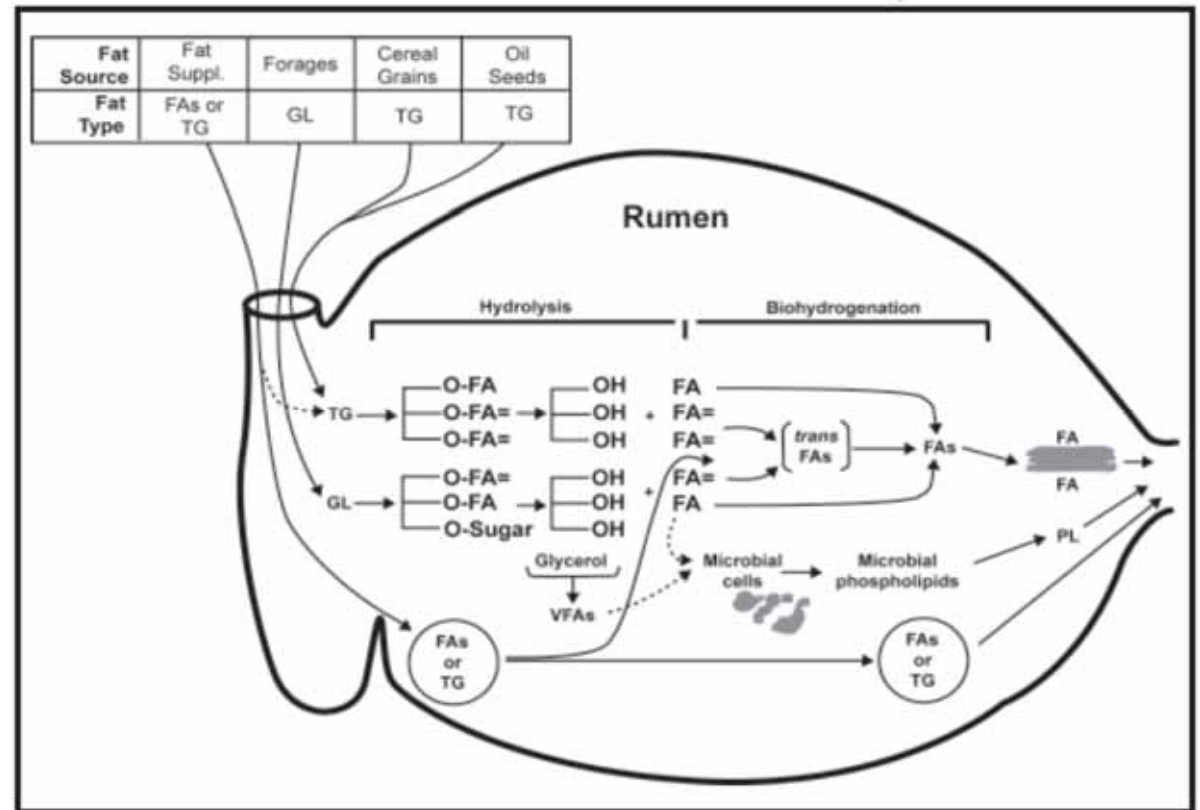 Fat Source
Fat Suppl.
Forages
Cereal Grains
Oil Seeds
Fat Type
FAs or TG
GL
TG
TG
Rumen
Hydrolysis
Biohydrogenation
TG
O-FA
O-FA=
O-FA=
OH
OH
OH
+
FA
FA=
FA=
GL
O-FA=
O-FA
O-Sugar
OH
OH
OH
+
FA=
FA
trans
FAs
FAs
FA
FA
Glycerol
VFAs
Microbial
cells
Microbial
phospholipids
PL
FAs
or
TG
FAs
or
TG